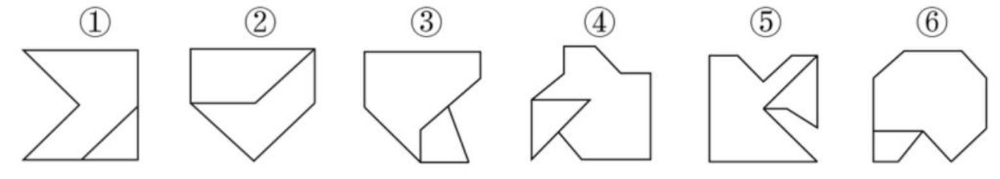 ① ② ③ ④ ⑤ ⑥